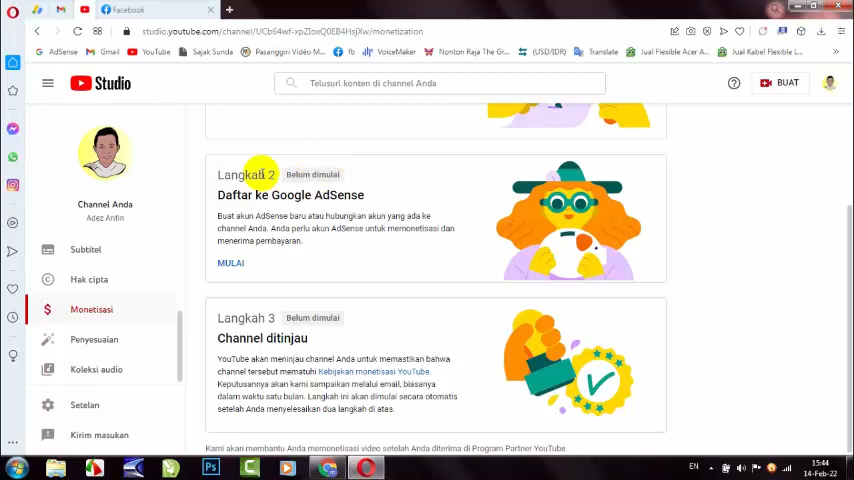 Facebook
studio.youtube.com/channel/UCb64wf-xpZIoxQ0EB4HsjXw/monetization
AdSense
Gmail
YouTube
Sajak Sunda
Pasanggiri Vidéo M...
fb
VoiceMaker
Nonton Raja The Gr...
(USD/IDR)
Translate
Jual Flexible Acer A...
Jual Kabel Flexible L...
Studio
Telusuri konten di channel Anda
BUAT
Channel Anda
Adez Arifin
Subtitel
Hak cipta
Monetisasi
Penyesuaian
Koleksi audio
Setelan
Kirim masukan
Langkah 2 Belum dimulai
Daftar ke Google AdSense
Buat akun AdSense baru atau hubungkan akun yang ada ke
channel Anda. Anda perlu akun AdSense untuk memonetisasi dan
menerima pembayaran.
MULAI
Langkah 3 Belum dimulai
Channel ditinjau
YouTube akan meninjau channel Anda untuk memastikan bahwa
channel tersebut mematuhi Kebijakan monetisasi YouTube.
Keputusannya akan kami sampaikan melalui email, biasanya
dalam waktu satu bulan. Langkah ini akan dimulai secara otomatis
setelah Anda menyelesaikan dua langkah di atas.
Kami akan membantu Anda memonetisasi video setelah Anda diterima di Program Partner YouTube.
Ps
EN
15:44
14-Feb-22